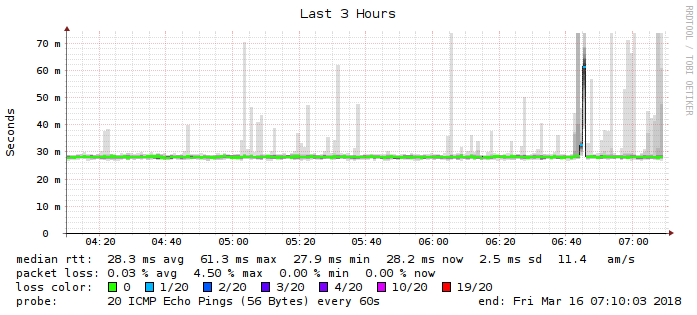 Last 3 Hours
RRDTOOL / TOBI OETIKER
Seconds
70 m
60 m
50 m
40 m
30 m
20 m
10 m
0
04:20 04:40 05:00 05:20 05:40 06:00 06:20 06:40 07:00
median rtt: 28.3 ms avg 61.3 ms max 27.9 ms min 28.2 ms now 2.5 ms sd 11.4 am/s
packet loss: 0.03 % avg 4.50 % max 0.00 % min 0.00 % now
loss color: 0 1/20 2/20 3/20 4/20 10/20 19/20
probe: 20 ICMP Echo Pings (56 Bytes) every 60s end: Fri Mar 16 07:10:03 2018